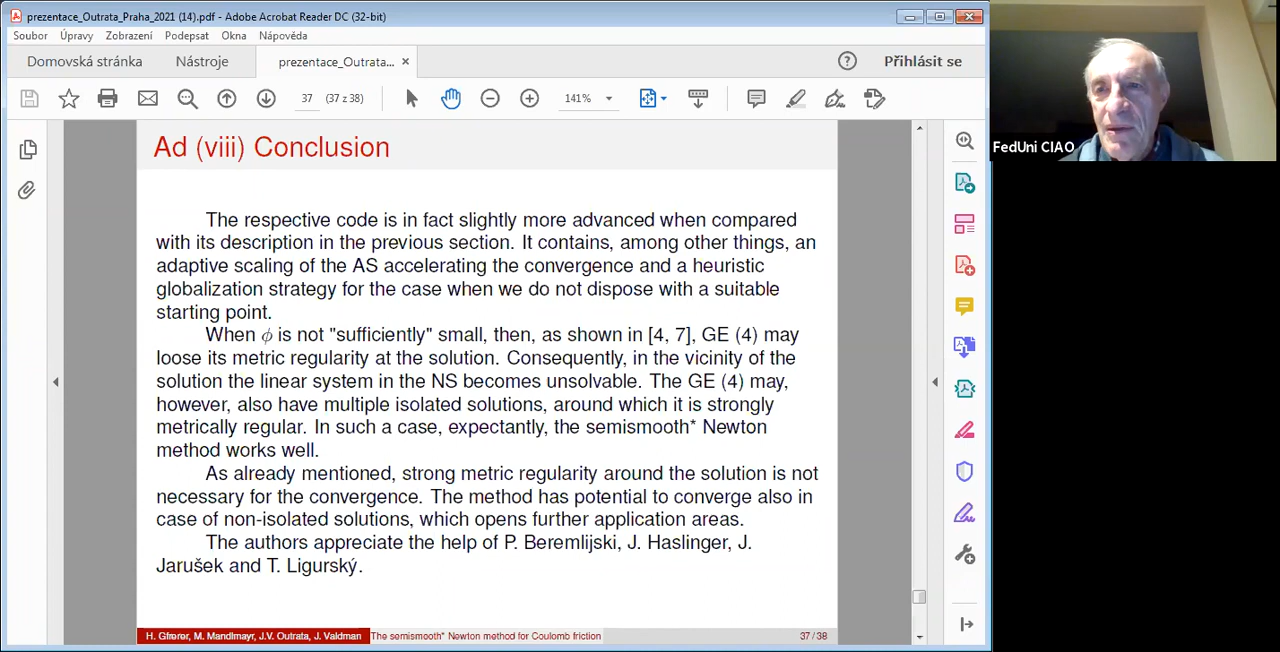 prezentace_Outrata_Praha_2021 (14).pdf - Adobe Acrobat Reader DC (32-bit)
Soubor Úpravy Zobrazení Podepsat Okna Nápověda
Domovská stránka Nástroje prezentace_Outrata... × Přihlásit se
37 (37 z 38) 141%
FedUni CIAO
Ad (viii) Conclusion
The respective code is in fact slightly more advanced when compared
with its description in the previous section. It contains, among other things, an
adaptive scaling of the AS accelerating the convergence and a heuristic
globalization strategy for the case when we do not dispose with a suitable
starting point.
When ϕ is not "sufficiently" small, then, as shown in [4, 7], GE (4) may
loose its metric regularity at the solution. Consequently, in the vicinity of the
solution the linear system in the NS becomes unsolvable. The GE (4) may,
however, also have multiple isolated solutions, around which it is strongly
metrically regular. In such a case, expectantly, the semismooth* Newton
method works well.
As already mentioned, strong metric regularity around the solution is not
necessary for the convergence. The method has potential to converge also in
case of non-isolated solutions, which opens further application areas.
The authors appreciate the help of P. Beremlijski, J. Haslinger, J.
Jarušek and T. Ligurský.
H. Gfrerer, M. Mandlmayr, J.V. Outrata, J. Valdman The semismooth* Newton method for Coulomb friction 37 / 38